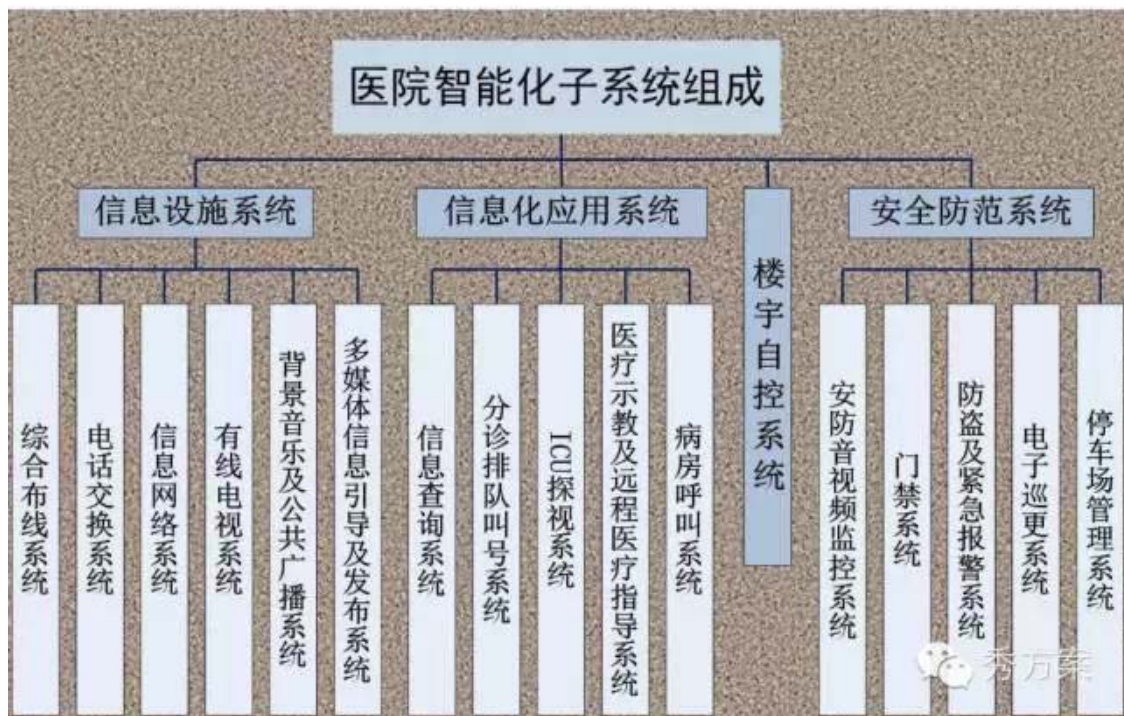 医院智能化子系统组成
信息设施系统
信息化应用系统
楼宇自控系统
安全防范系统
综合布线系统
电话交换系统
信息网络系统
有线电视系统
背景音乐及公共广播系统
多媒体信息引导及发布系统
信息查询系统
分诊排队叫号系统
ICU探视系统
医疗示教及远程医疗指导系统
病房呼叫系统
安防音视频监控系统
门禁系统
防盗及紧急报警系统
电子巡更系统
停车场管理系统
秀方案